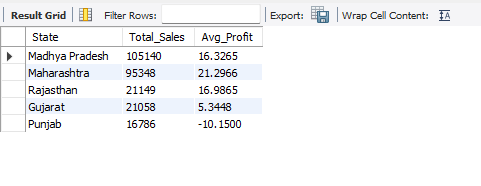 Result Grid Filter Rows: Export: Wrap Cell Content:
State Total_Sales Avg_Profit
Madhya Pradesh 105140 16.3265
Maharashtra 95348 21.2966
Rajasthan 21149 16.9865
Gujarat 21058 5.3448
Punjab 16786 -10.1500